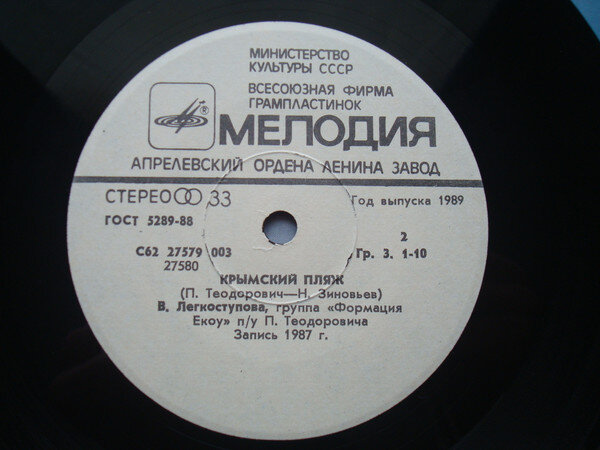 МИНИСТЕРСТВО
КУЛЬТУРЫ СССР
ВСЕСОЮЗНАЯ ФИРМА
ГРАМПЛАСТИНОК
® МЕЛОДИЯ
АПРЕЛЕВСКИЙ ОРДЕНА ЛЕНИНА ЗАВОД
СТЕРЕО 33
Год выпуска 1989
ГОСТ 5289-88
2
С62 27579 003
Гр. 3. 1-10
27580
КРЫМСКИЙ ПЛЯЖ
(П. Теодорович—Н. Зиновьев)
В. Легкоступова, группа «Формация
Екоу» п/у П. Теодоровича
Запись 1987 г.